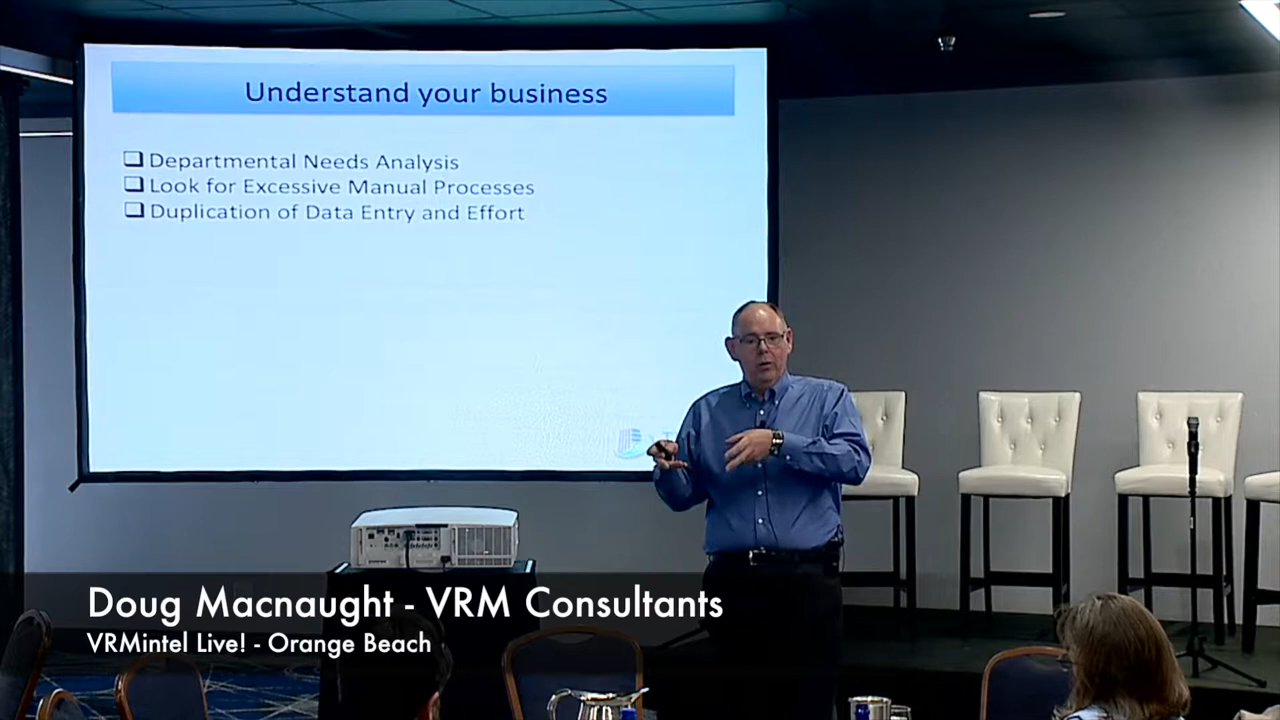 Understand your business
❑ Departmental Needs Analysis
❑ Look for Excessive Manual Processes
❑ Duplication of Data Entry and Effort
Doug Macnaught - VRM Consultants
VRMintel Live! - Orange Beach